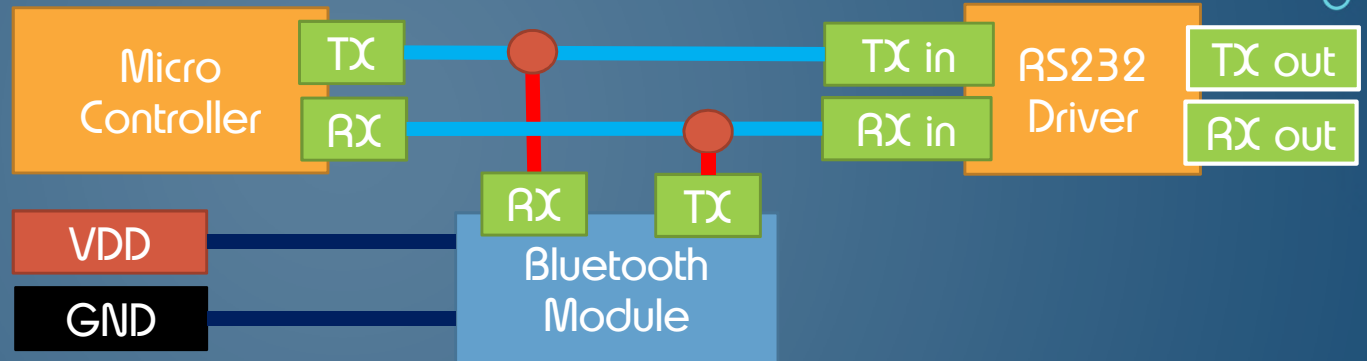 Micro
Controller
TX
RX
TX in
RX in
RS232
Driver
TX out
RX out
RX
TX
Bluetooth
Module
VDD
GND